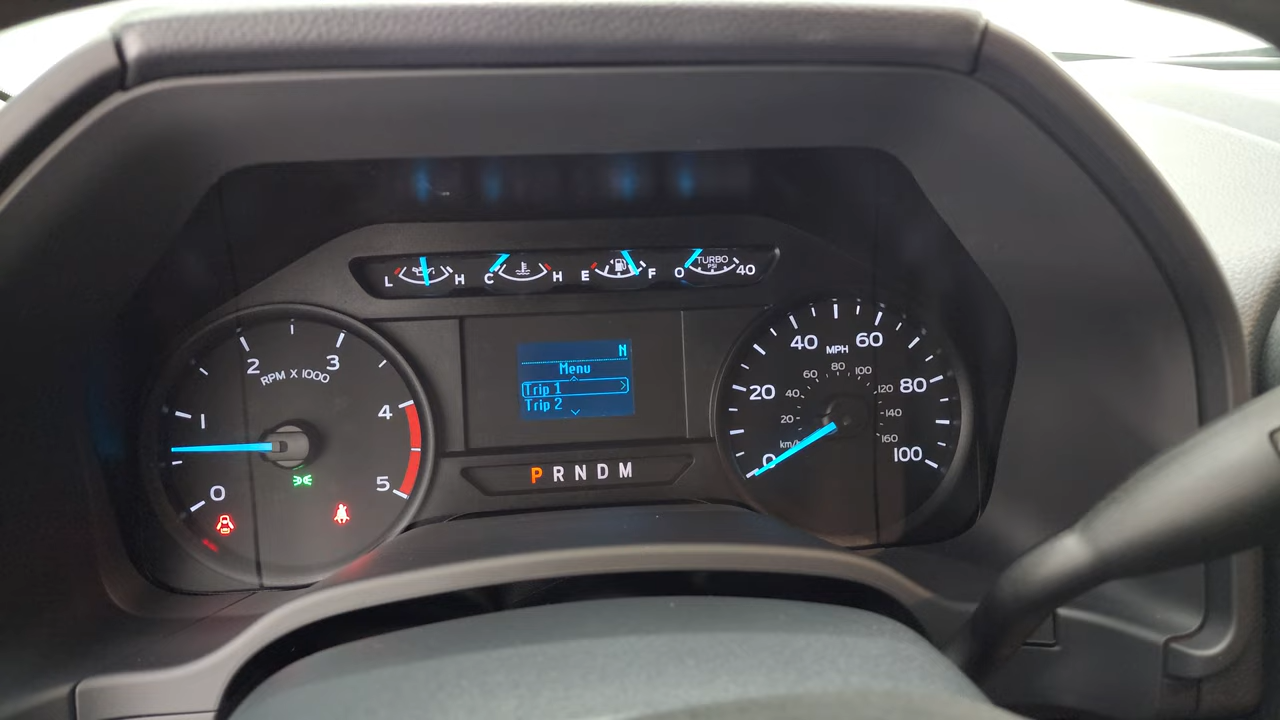 L H C H E F 0 TURBO 40
PSI
N
Menu
Trip 1 >
Trip 2
P R N D M
0 1 2 3 4 5
RPM X 1000
0 20 40 60 80 100
MPH
20 40 60 80 100 120 140 160
km/h